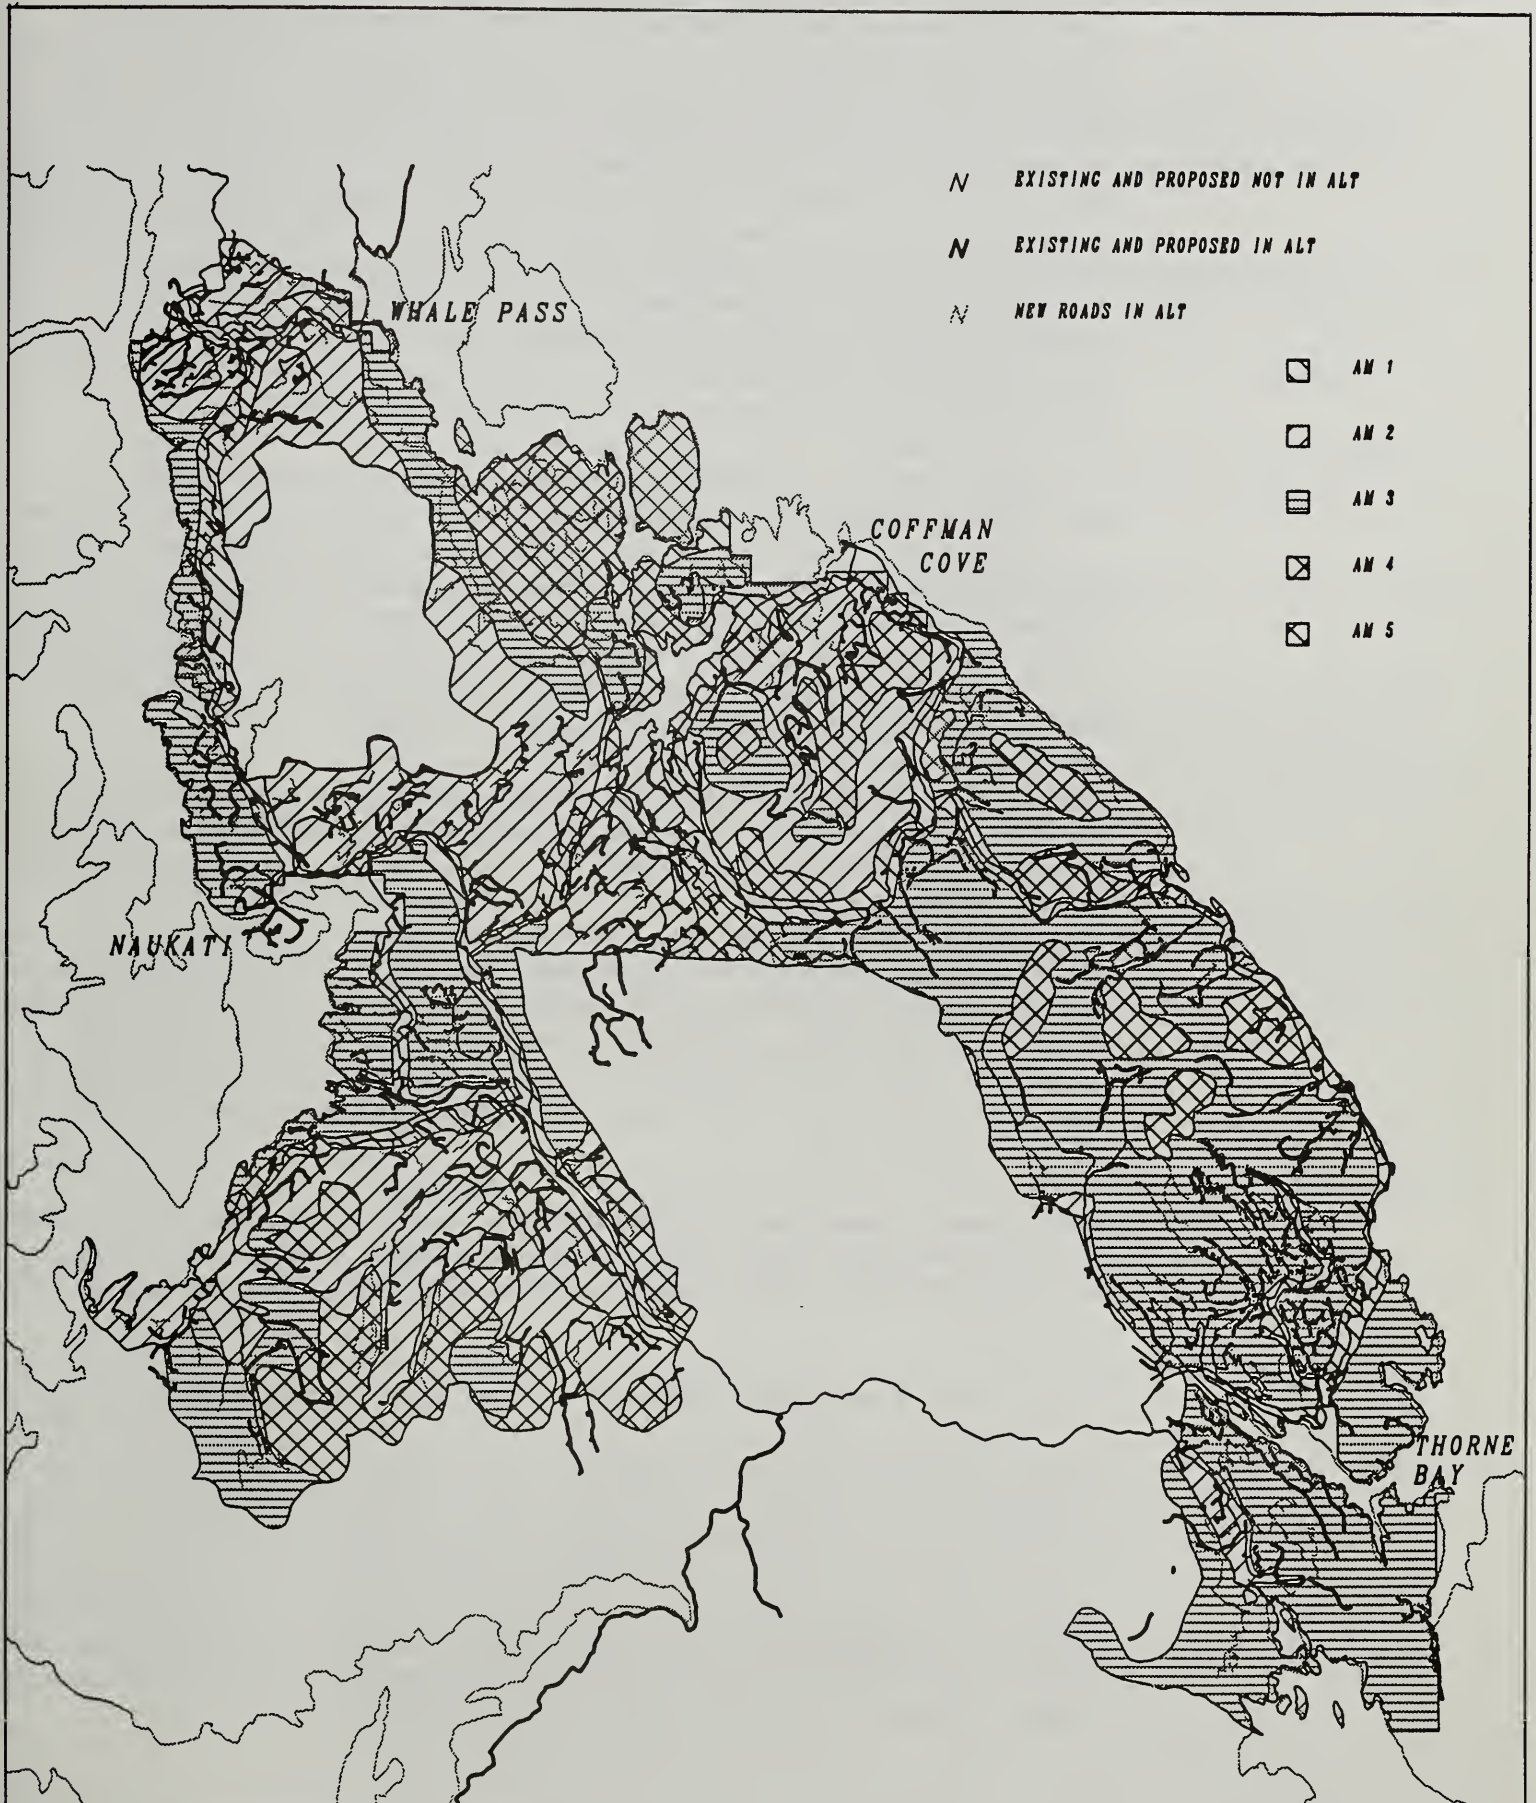 N EXISTING AND PROPOSED NOT IN ALT
N EXISTING AND PROPOSED IN ALT
N NEW ROADS IN ALT
WHALE PASS
AM 1
AM 2
AM 3
AM 4
AM 5
COFFMAN
COVE
NAUKATI
THORNE
BAY